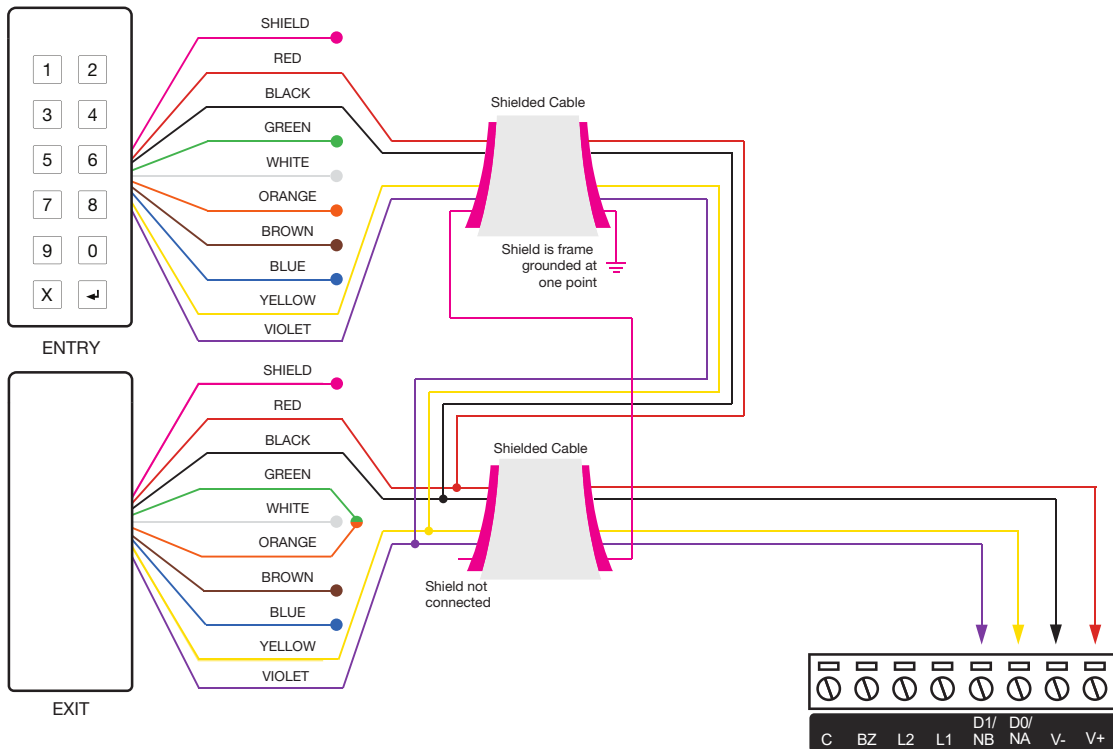 1 2
3 4
5 6
7 8
9 0
X ↵
ENTRY
SHIELD
RED
BLACK
GREEN
WHITE
ORANGE
BROWN
BLUE
YELLOW
VIOLET
Shielded Cable
Shield is frame
grounded at
one point
EXIT
SHIELD
RED
BLACK
GREEN
WHITE
ORANGE
BROWN
BLUE
YELLOW
VIOLET
Shielded Cable
Shield not
connected
D1/ D0/
C BZ L2 L1 NB NA V- V+